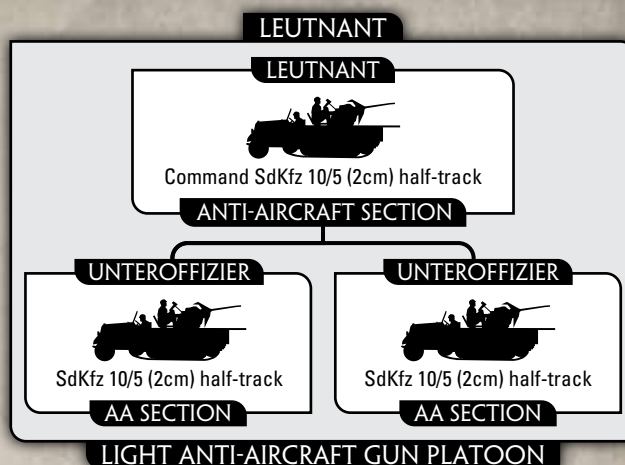 LEUTNANT
LEUTNANT
Command SdKfz 10/5 (2cm) half-track
ANTI-AIRCRAFT SECTION
UNTEROFFIZIER
UNTEROFFIZIER
SdKfz 10/5 (2cm) half-track
SdKfz 10/5 (2cm) half-track
AA SECTION
AA SECTION
LIGHT ANTI-AIRCRAFT GUN PLATOON